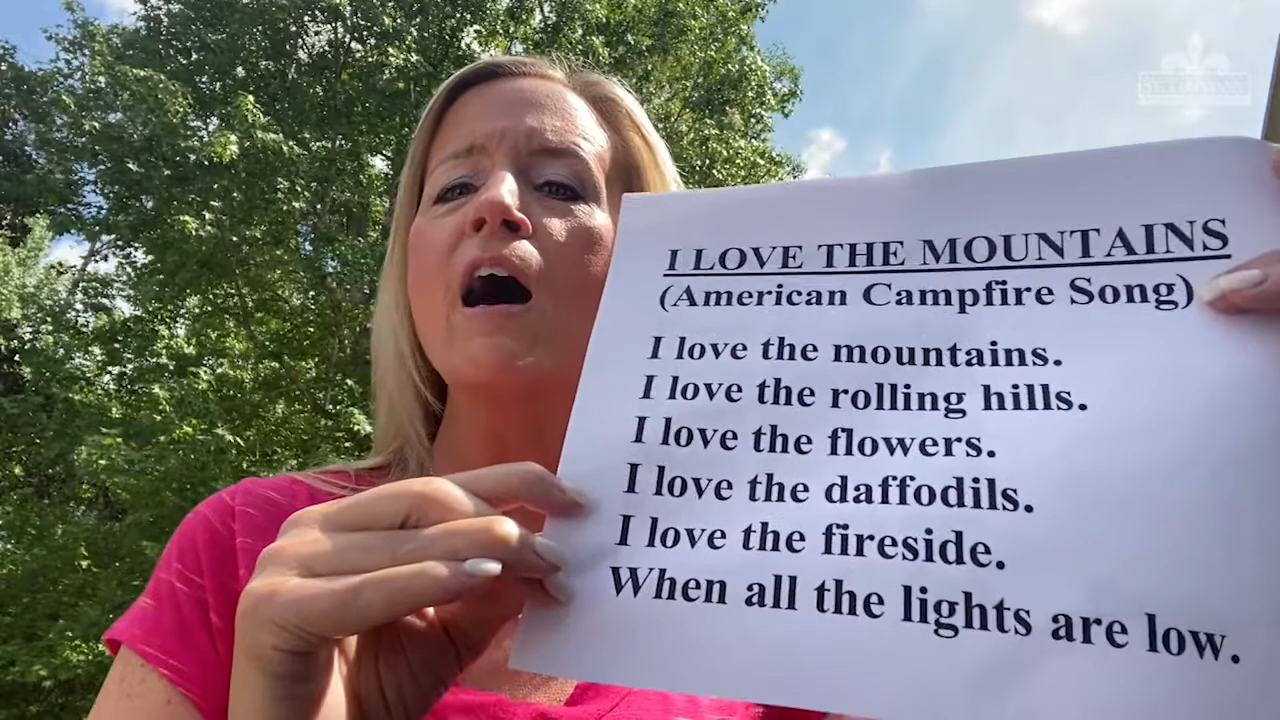 I LOVE THE MOUNTAINS
(American Campfire Song)
I love the mountains.
I love the rolling hills.
I love the flowers.
I love the daffodils.
I love the fireside.
When all the lights are low.